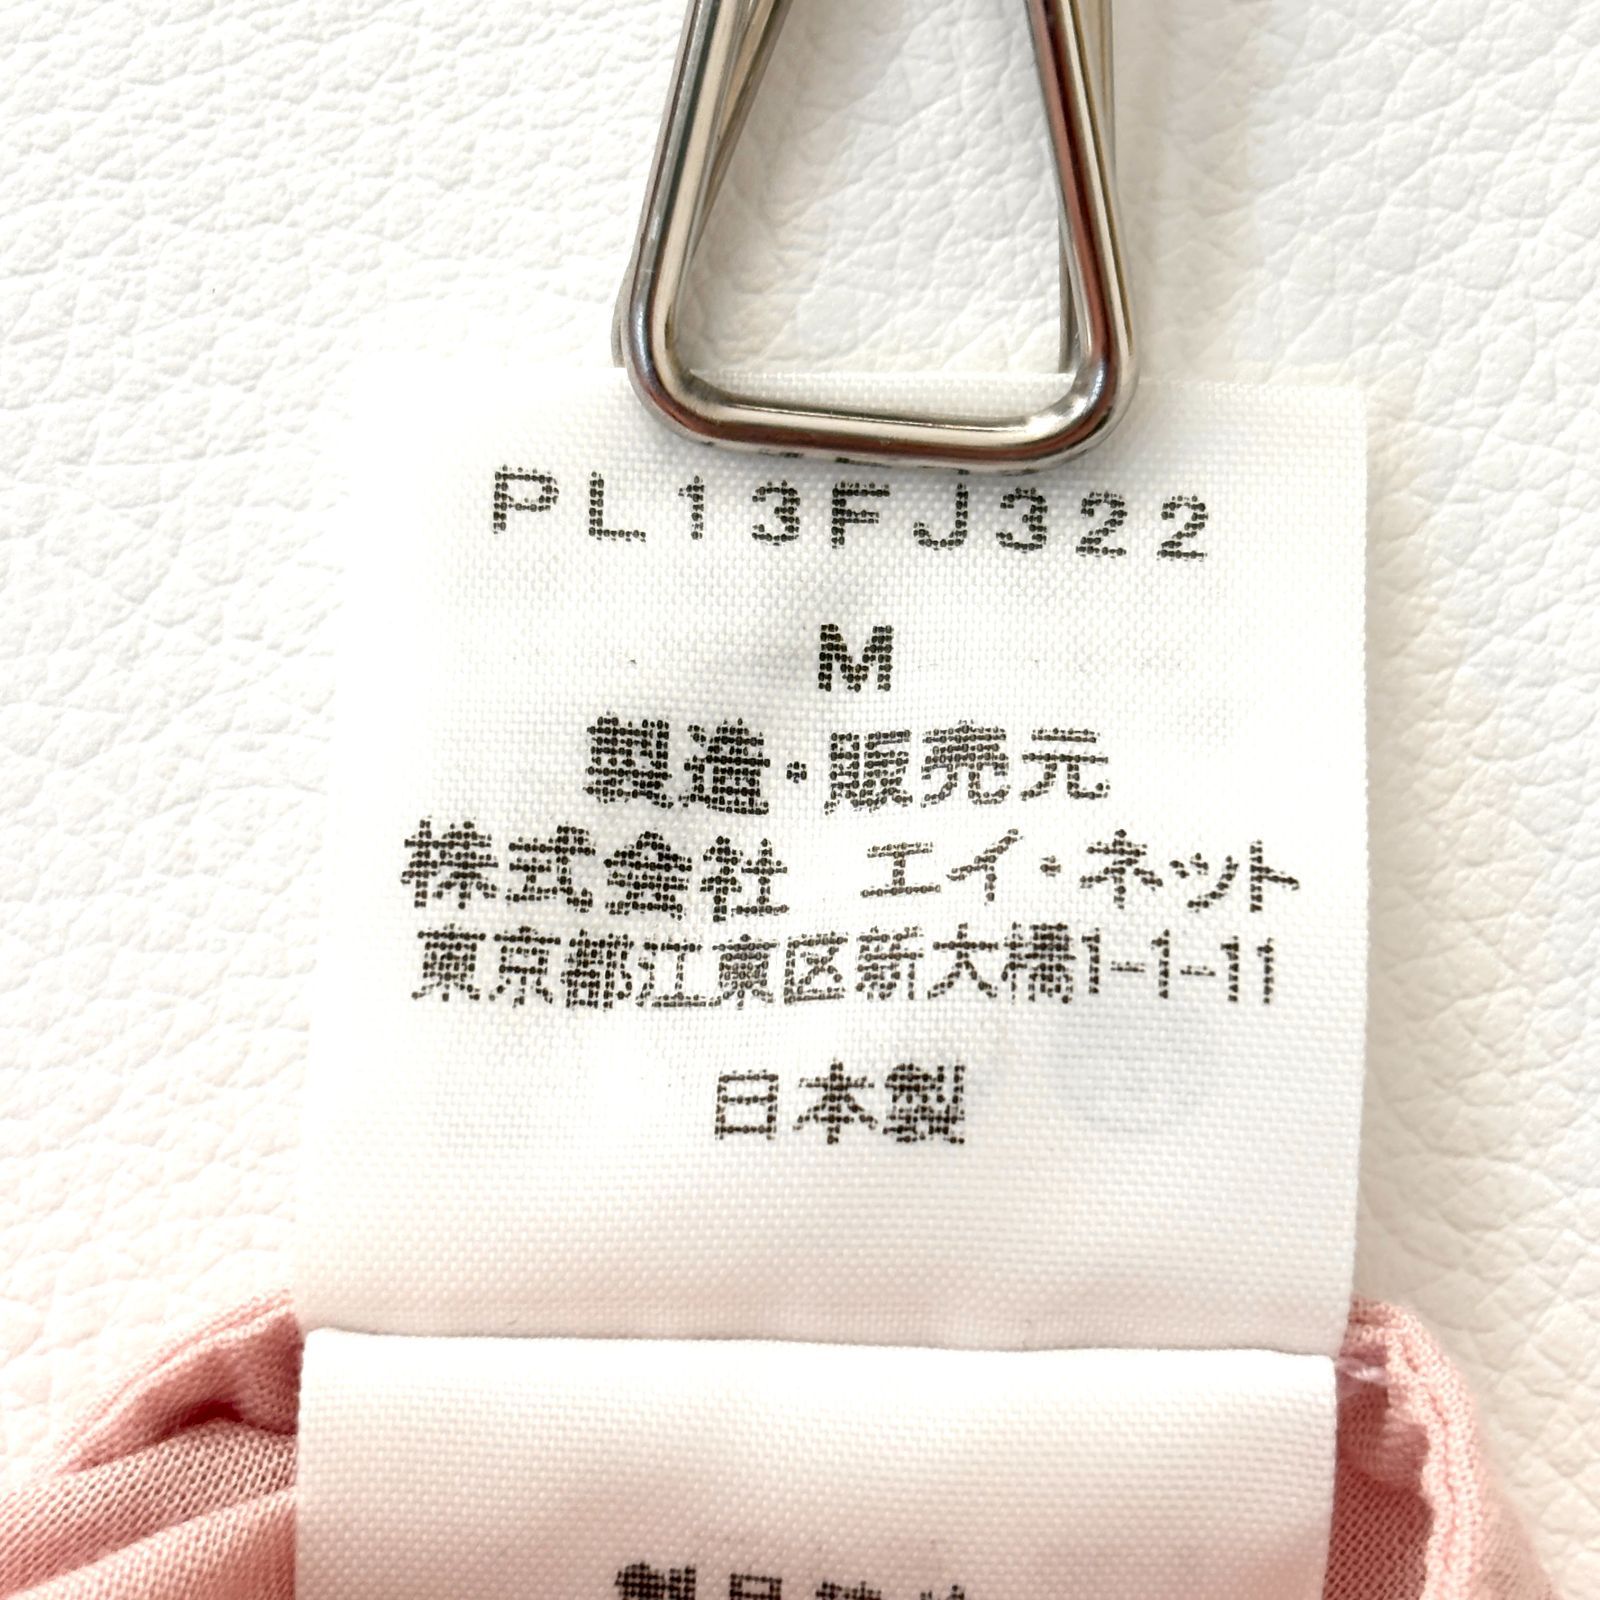 PL13FJ322
M
製造・販売元
株式会社 エイ・ネット
東京都江東区新大橋1-1-11
日本製